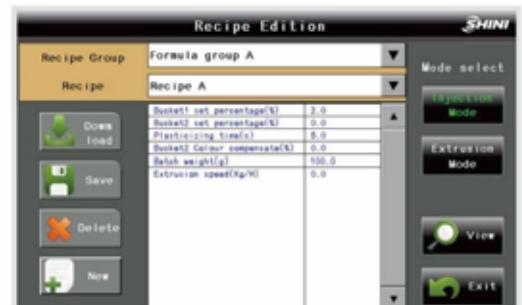 Recipe Edition
SHINI
Recipe Group
Formula group A
Mode select
Recipe
Recipe A
Injection
Mode
Bucket1 set persentage(%) 2.0
Bucket2 set persentage(%) 0.0
Plasticizing time(s) 5.0
Bucket2 Colour compensate(%) 0.0
Batch weight(g) 100.0
Extrusion speed(Kg/H) 0.0
Down
load
Extrusion
Mode
Save
Delete
View
New
Exit